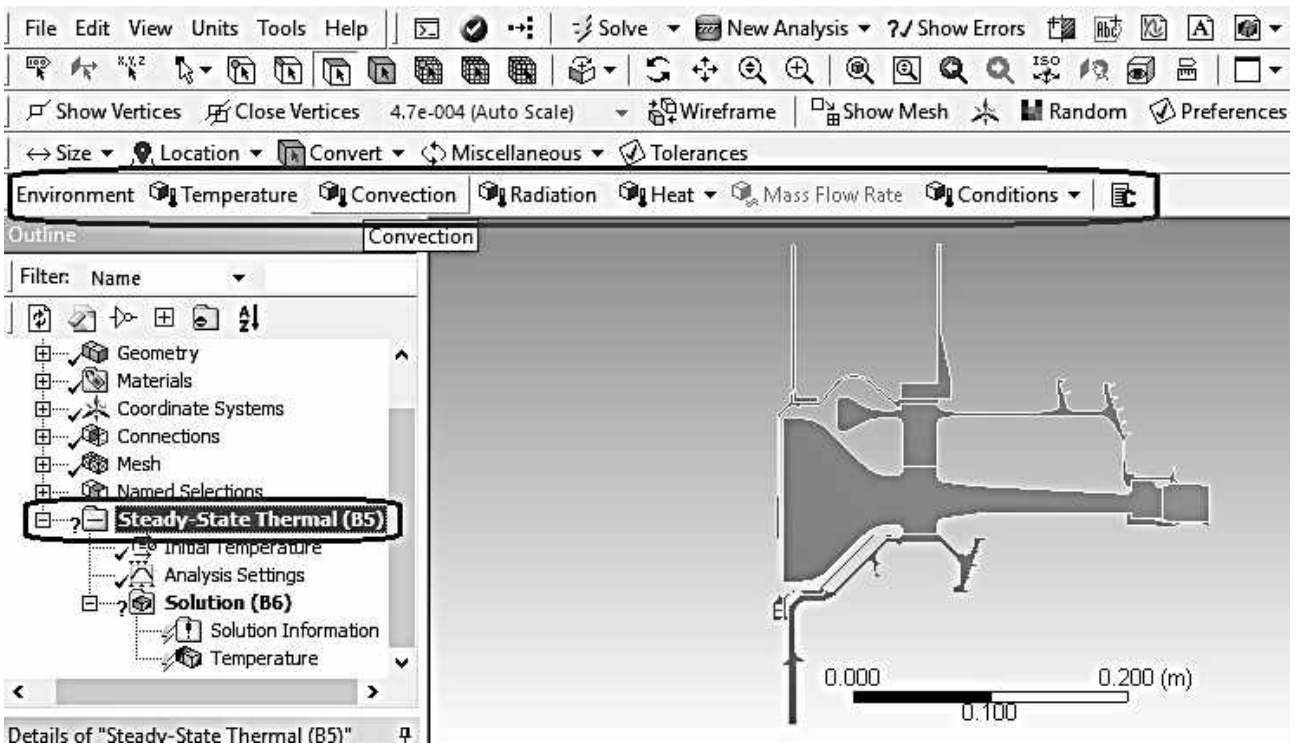 File Edit View Units Tools Help Solve New Analysis ?/ Show Errors Abc A
X,Y,Z ISO
Show Vertices Close Vertices 4.7e-004 (Auto Scale) Wireframe Show Mesh Random Preferences
Size Location Convert Miscellaneous Tolerances
Environment Temperature Convection Radiation Heat Mass Flow Rate Conditions
Outline
Convection
Filter: Name
Geometry
Materials
Coordinate Systems
Connections
Mesh
Named Selections
Steady-State Thermal (B5)
Initial Temperature
Analysis Settings
Solution (B6)
Solution Information
Temperature
0.000 0.200 (m)
0.100
Details of "Steady-State Thermal (B5)"